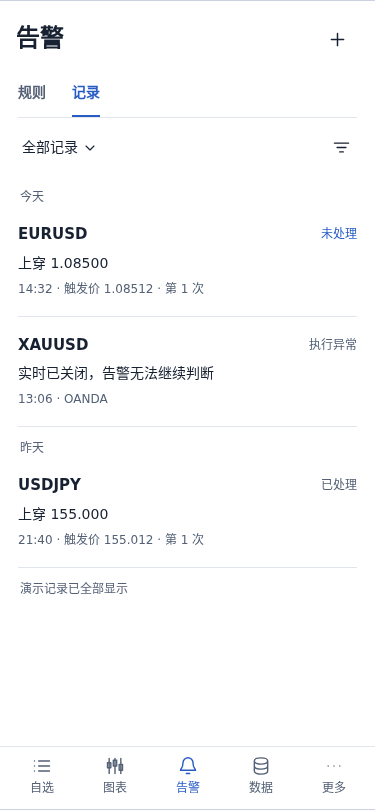 告警
规则 记录
全部记录
今天
EURUSD 未处理
上穿 1.08500
14:32 · 触发价 1.08512 · 第 1 次
XAUUSD 执行异常
实时已关闭，告警无法继续判断
13:06 · OANDA
昨天
USDJPY 已处理
上穿 155.000
21:40 · 触发价 155.012 · 第 1 次
演示记录已全部显示
自选 图表 告警 数据 更多